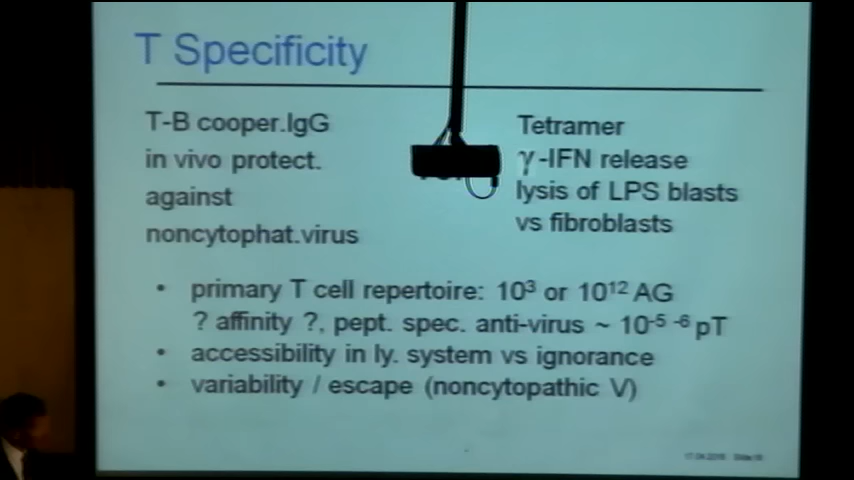 T Specificity
T-B cooper.IgG
in vivo protect.
against
noncytophat.virus
Tetramer
γ-IFN release
lysis of LPS blasts
vs fibroblasts
• primary T cell repertoire: 10³ or 10¹² AG
? affinity ?, pept. spec. anti-virus ~ 10⁻⁵ ⁻⁶ pT
• accessibility in ly. system vs ignorance
• variability / escape (noncytopathic V)